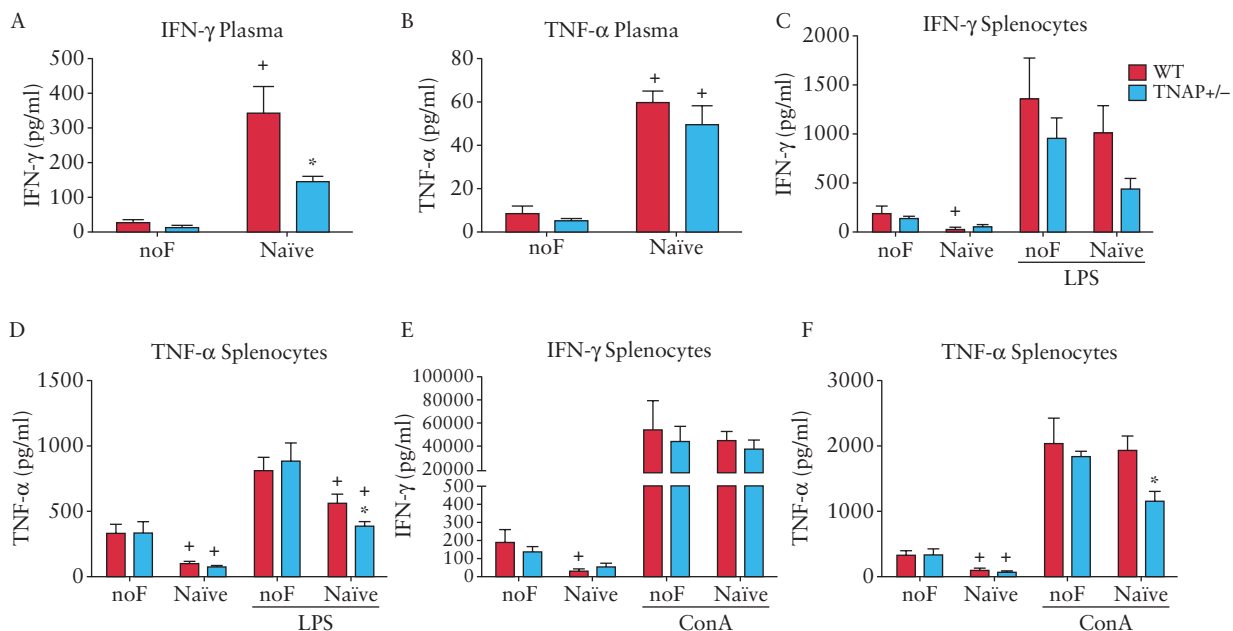 A
IFN-γ Plasma
IFN-γ (pg/ml)
500
400
300
200
100
0
+
*
noF
Naïve
B
TNF-α Plasma
TNF-α (pg/ml)
80
60
40
20
0
+
+
noF
Naïve
C
IFN-γ Splenocytes
IFN-γ (pg/ml)
2000
1500
1000
500
0
+
WT
TNAP+/–
noF
Naïve
noF
Naïve
LPS
D
TNF-α Splenocytes
TNF-α (pg/ml)
1500
1000
500
0
+
+
+
+
*
noF
Naïve
noF
Naïve
LPS
E
IFN-γ Splenocytes
IFN-γ (pg/ml)
100000
80000
60000
40000
20000
500
400
300
200
100
0
+
noF
Naïve
noF
Naïve
ConA
F
TNF-α Splenocytes
TNF-α (pg/ml)
3000
2000
1000
0
+
+
*
noF
Naïve
noF
Naïve
ConA